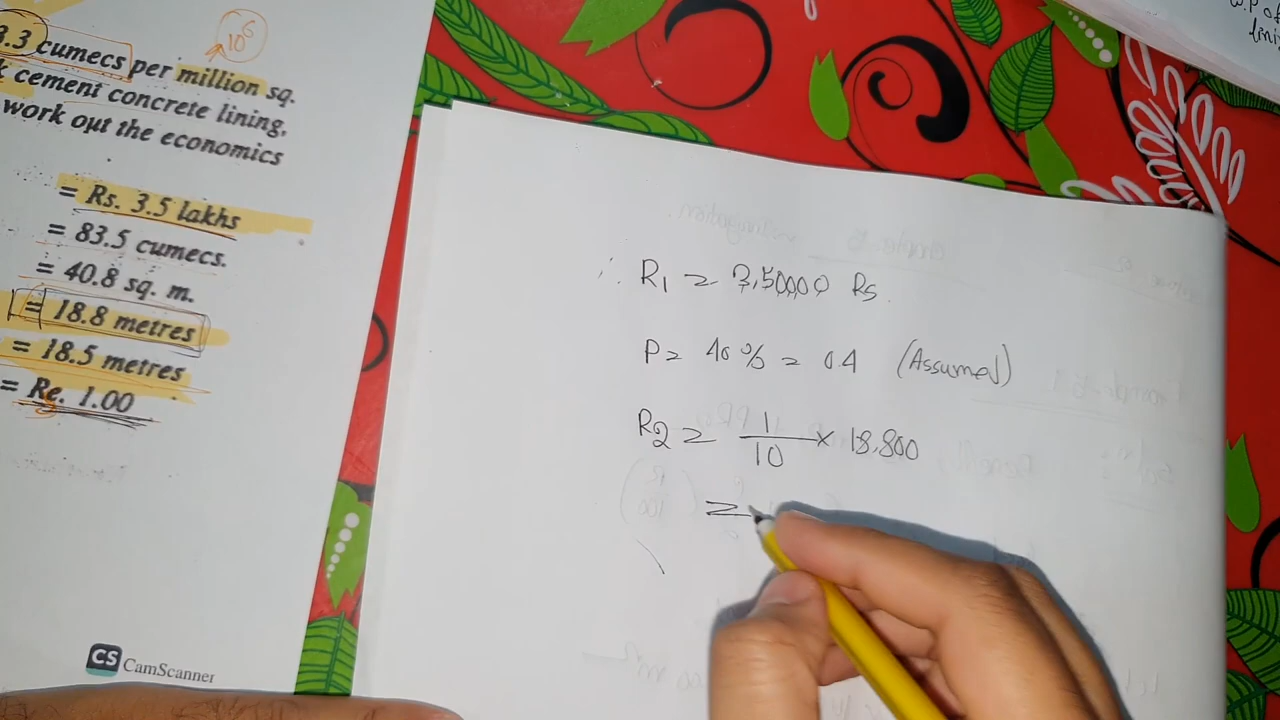 3.3 cumecs per million sq.
10⁶
cement concrete lining,
work out the economics
= Rs. 3.5 lakhs
= 83.5 cumecs.
= 40.8 sq. m.
= 18.8 metres
= 18.5 metres
= Re. 1.00
CS CamScanner
∴ R₁ = 3,50,000 Rs.
P = 40% = 0.4 (Assumed)
R₂ = 1/10 × 18,800
=